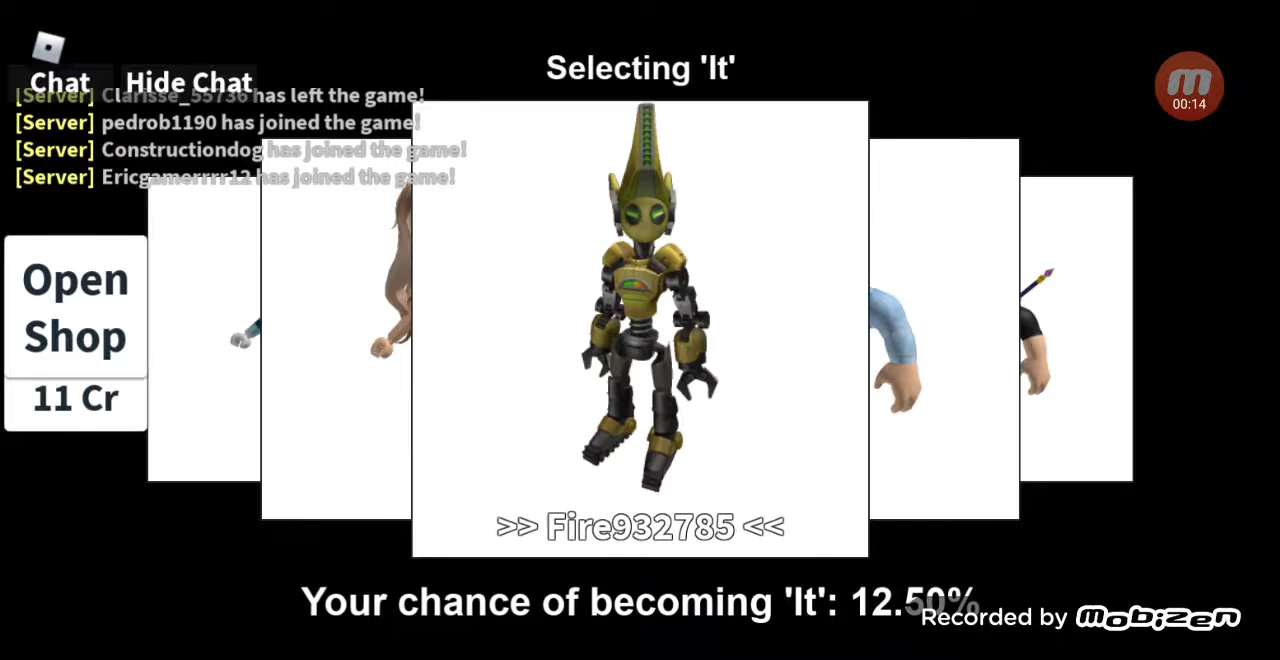 Selecting 'It'
00:14
Chat Hide Chat
[Server] Clarisse_55736 has left the game!
[Server] pedrob1190 has joined the game!
[Server] Constructiondog has joined the game!
[Server] Ericgamerrrr12 has joined the game!
Open
Shop
11 Cr
>> Fire932785 <<
Your chance of becoming 'It': 12.50%
Recorded by mobizen